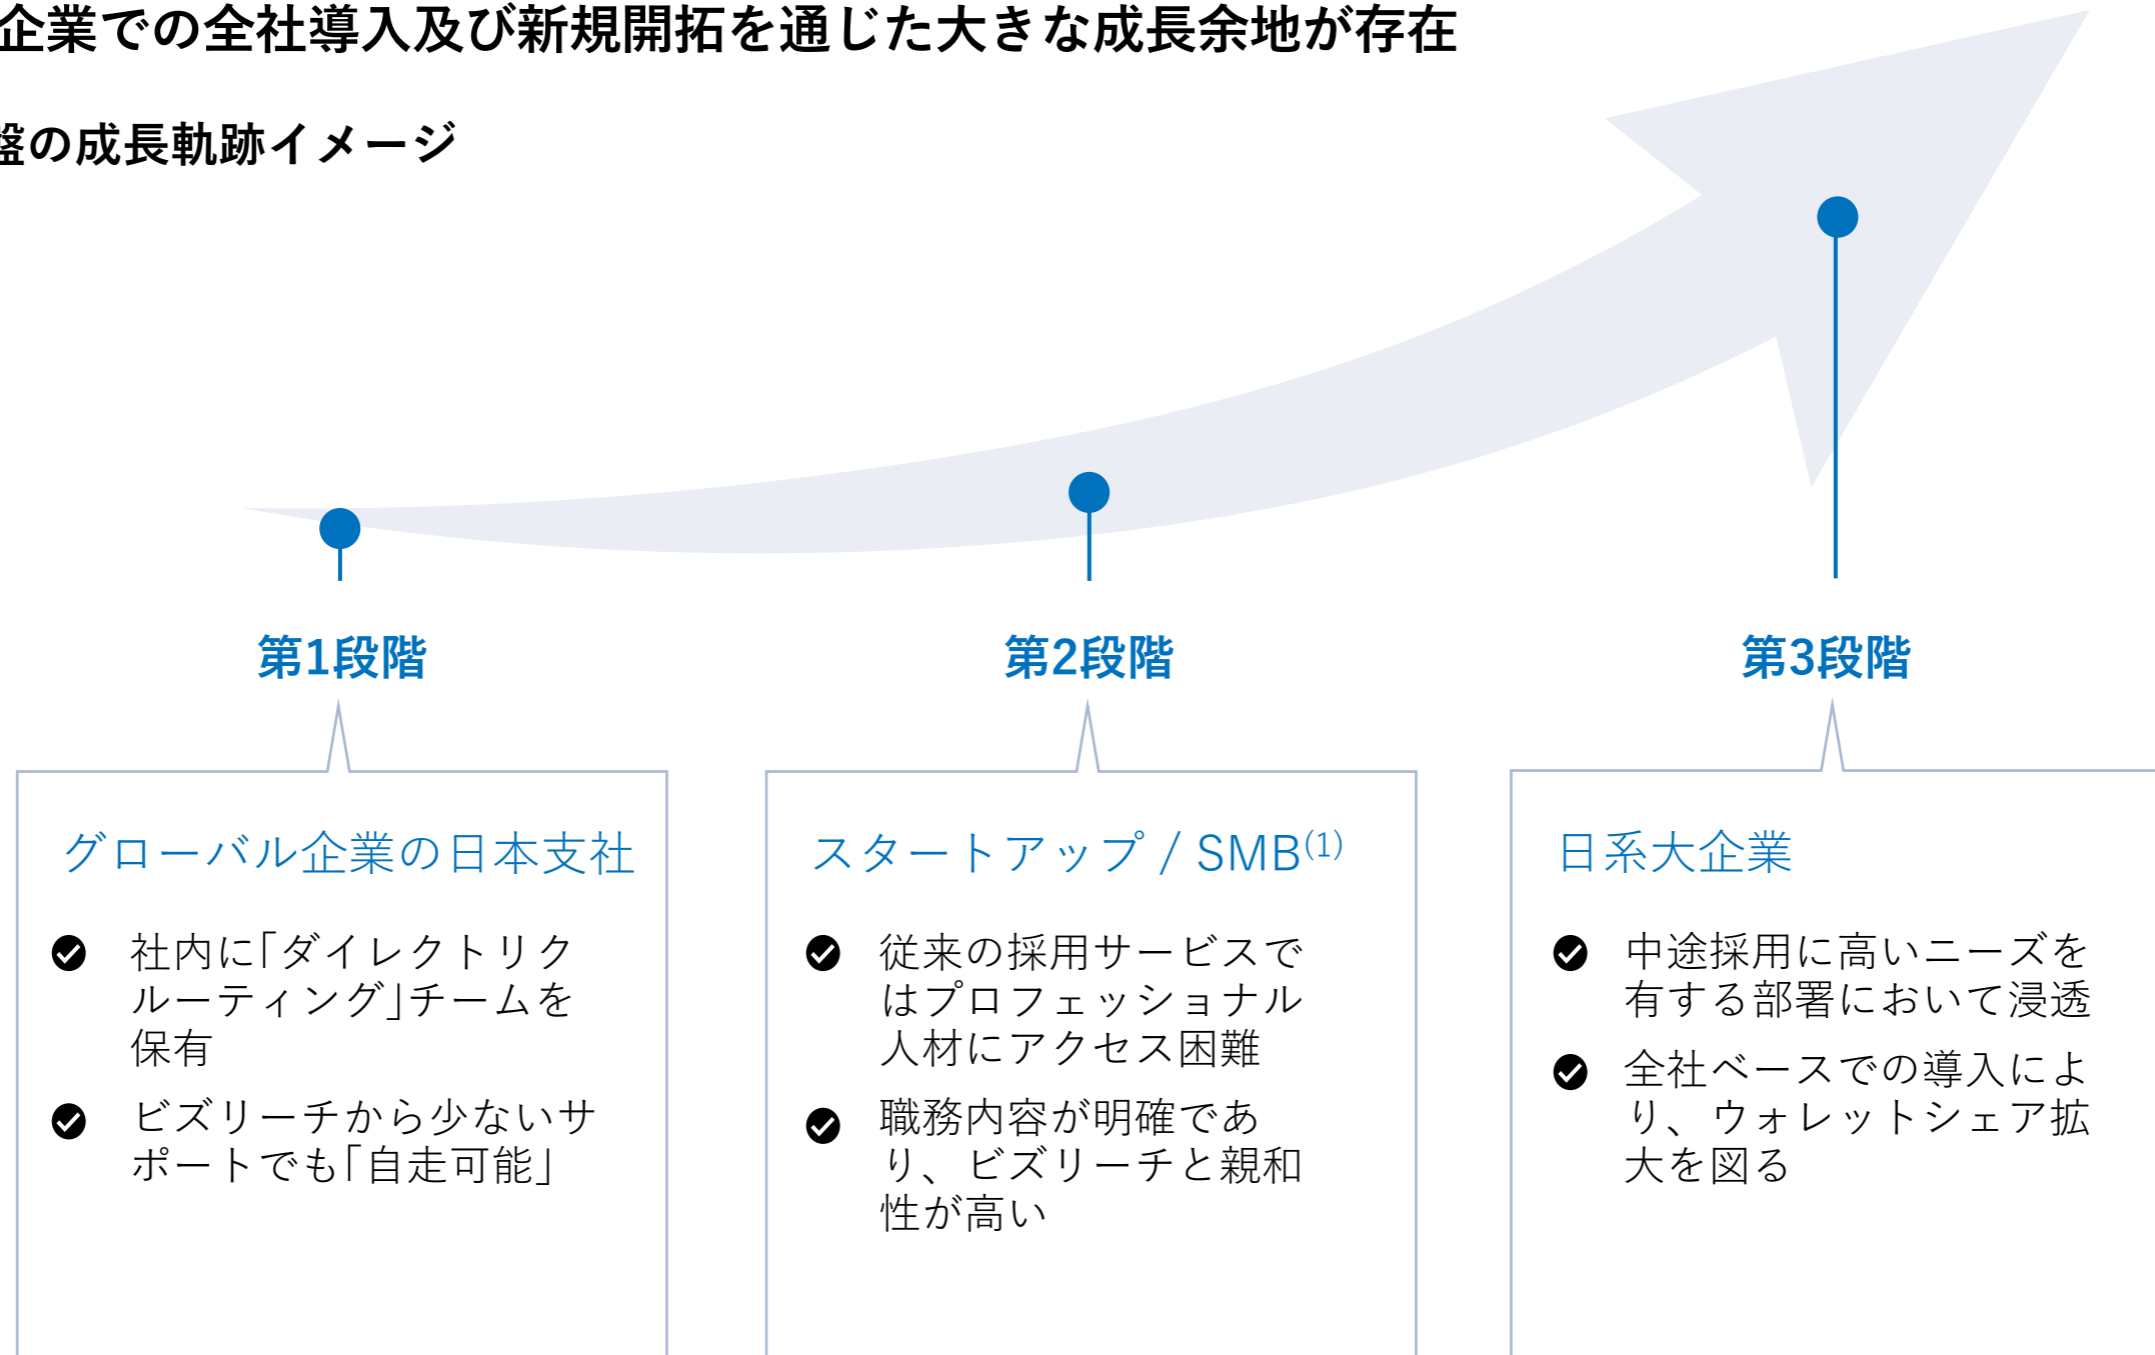 企業での全社導入及び新規開拓を通じた大きな成長余地が存在
盤の成長軌跡イメージ
第1段階
第2段階
第3段階
グローバル企業の日本支社
社内に｢ダイレクトリク
ルーティング｣チームを
保有
ビズリーチから少ないサ
ポートでも｢自走可能｣
スタートアップ / SMB(1)
従来の採用サービスで
はプロフェッショナル
人材にアクセス困難
職務内容が明確であ
り、ビズリーチと親和
性が高い
日系大企業
中途採用に高いニーズを
有する部署において浸透
全社ベースでの導入によ
り、ウォレットシェア拡
大を図る